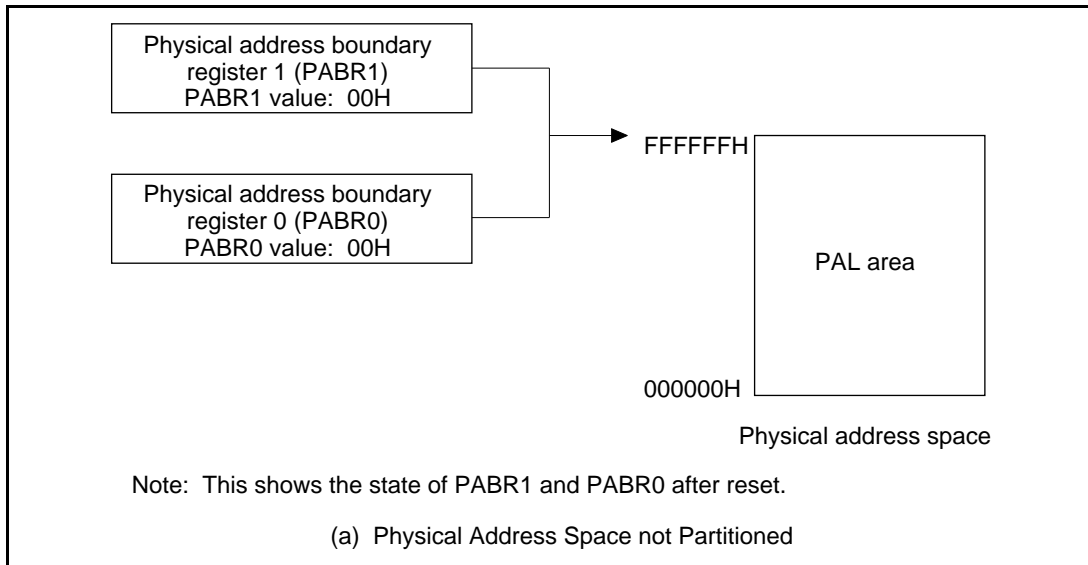 Physical address boundary
register 1 (PABR1)
PABR1 value:  00H
Physical address boundary
register 0 (PABR0)
PABR0 value:  00H
FFFFFFH
PAL area
000000H
Physical address space
Note:  This shows the state of PABR1 and PABR0 after reset.
(a)  Physical Address Space not Partitioned